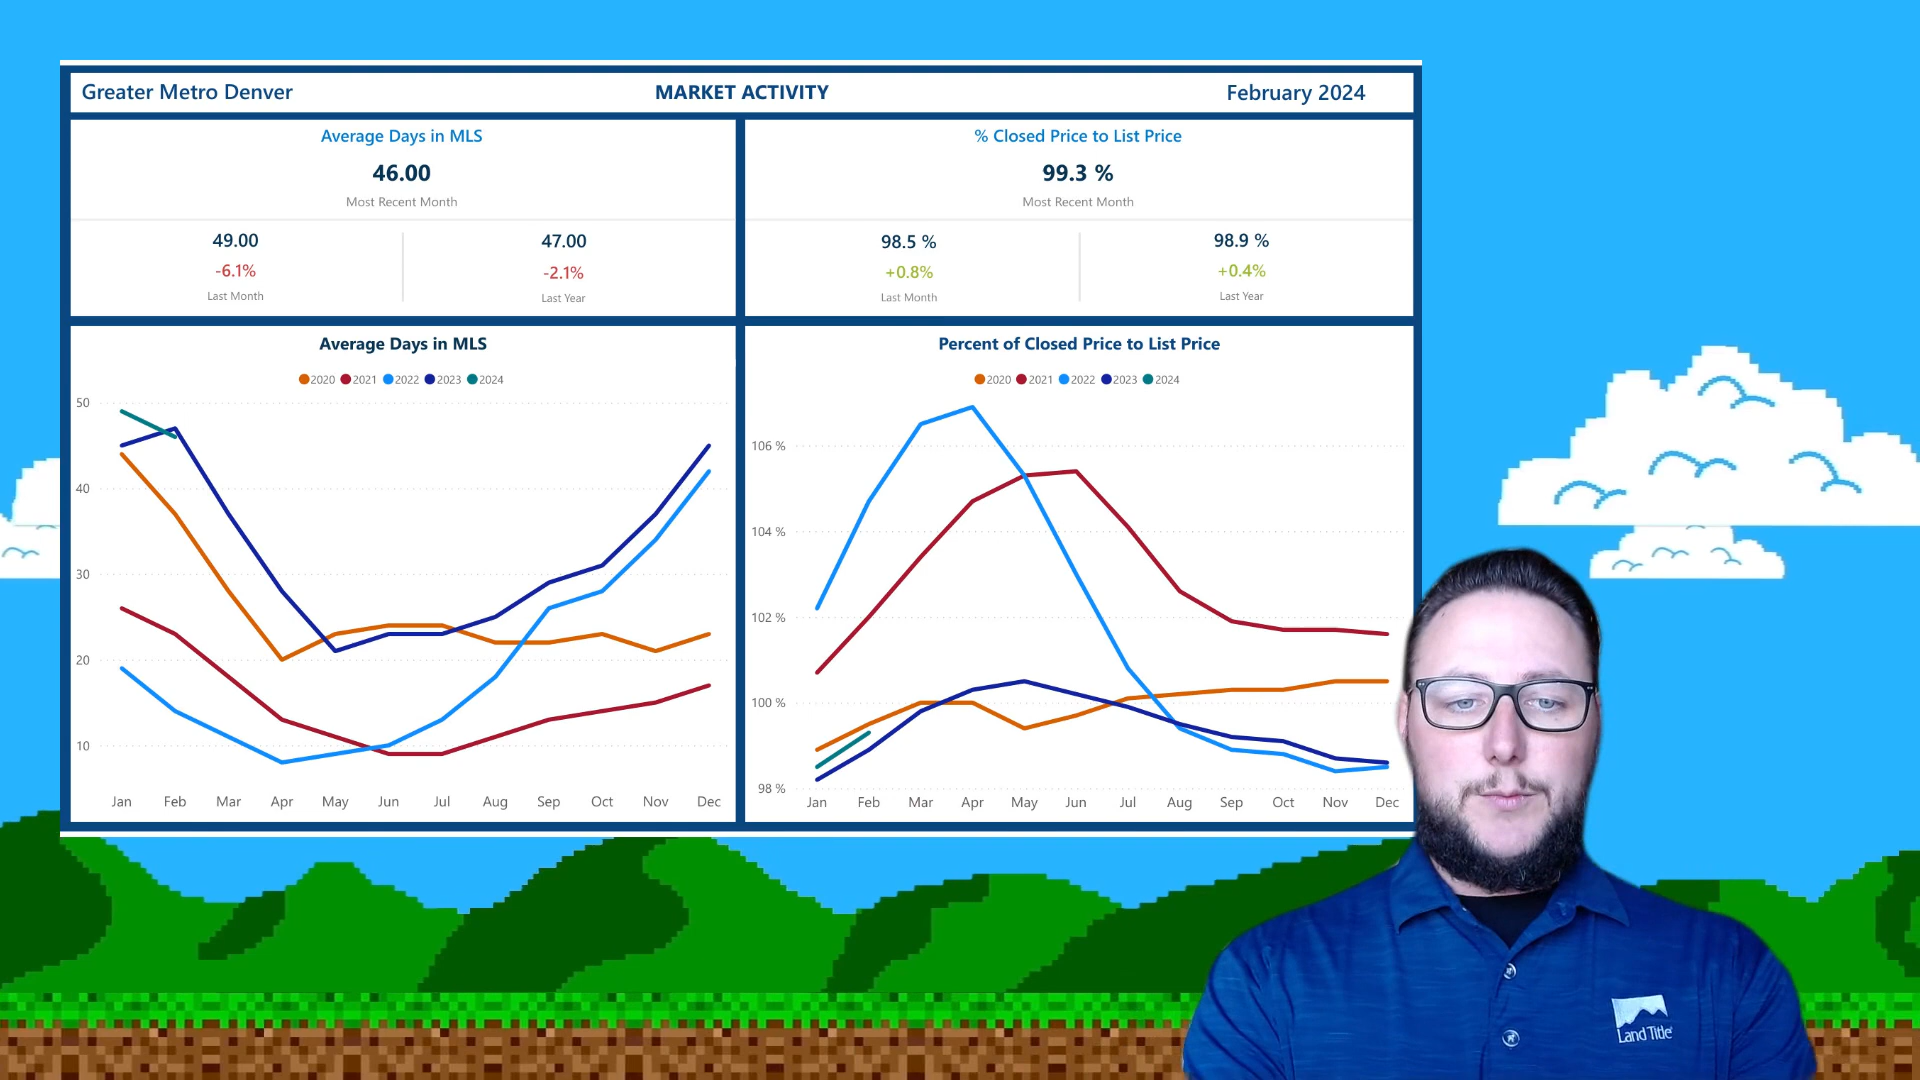 Greater Metro Denver
MARKET ACTIVITY
February 2024
Average Days in MLS
46.00
Most Recent Month
49.00
-6.1%
Last Month
47.00
-2.1%
Last Year
% Closed Price to List Price
99.3 %
Most Recent Month
98.5 %
+0.8%
Last Month
98.9 %
+0.4%
Last Year
Average Days in MLS
2020 2021 2022 2023 2024
50
40
30
20
10
Jan Feb Mar Apr May Jun Jul Aug Sep Oct Nov Dec
Percent of Closed Price to List Price
2020 2021 2022 2023 2024
106 %
104 %
102 %
100 %
98 %
Jan Feb Mar Apr May Jun Jul Aug Sep Oct Nov Dec
Land Title